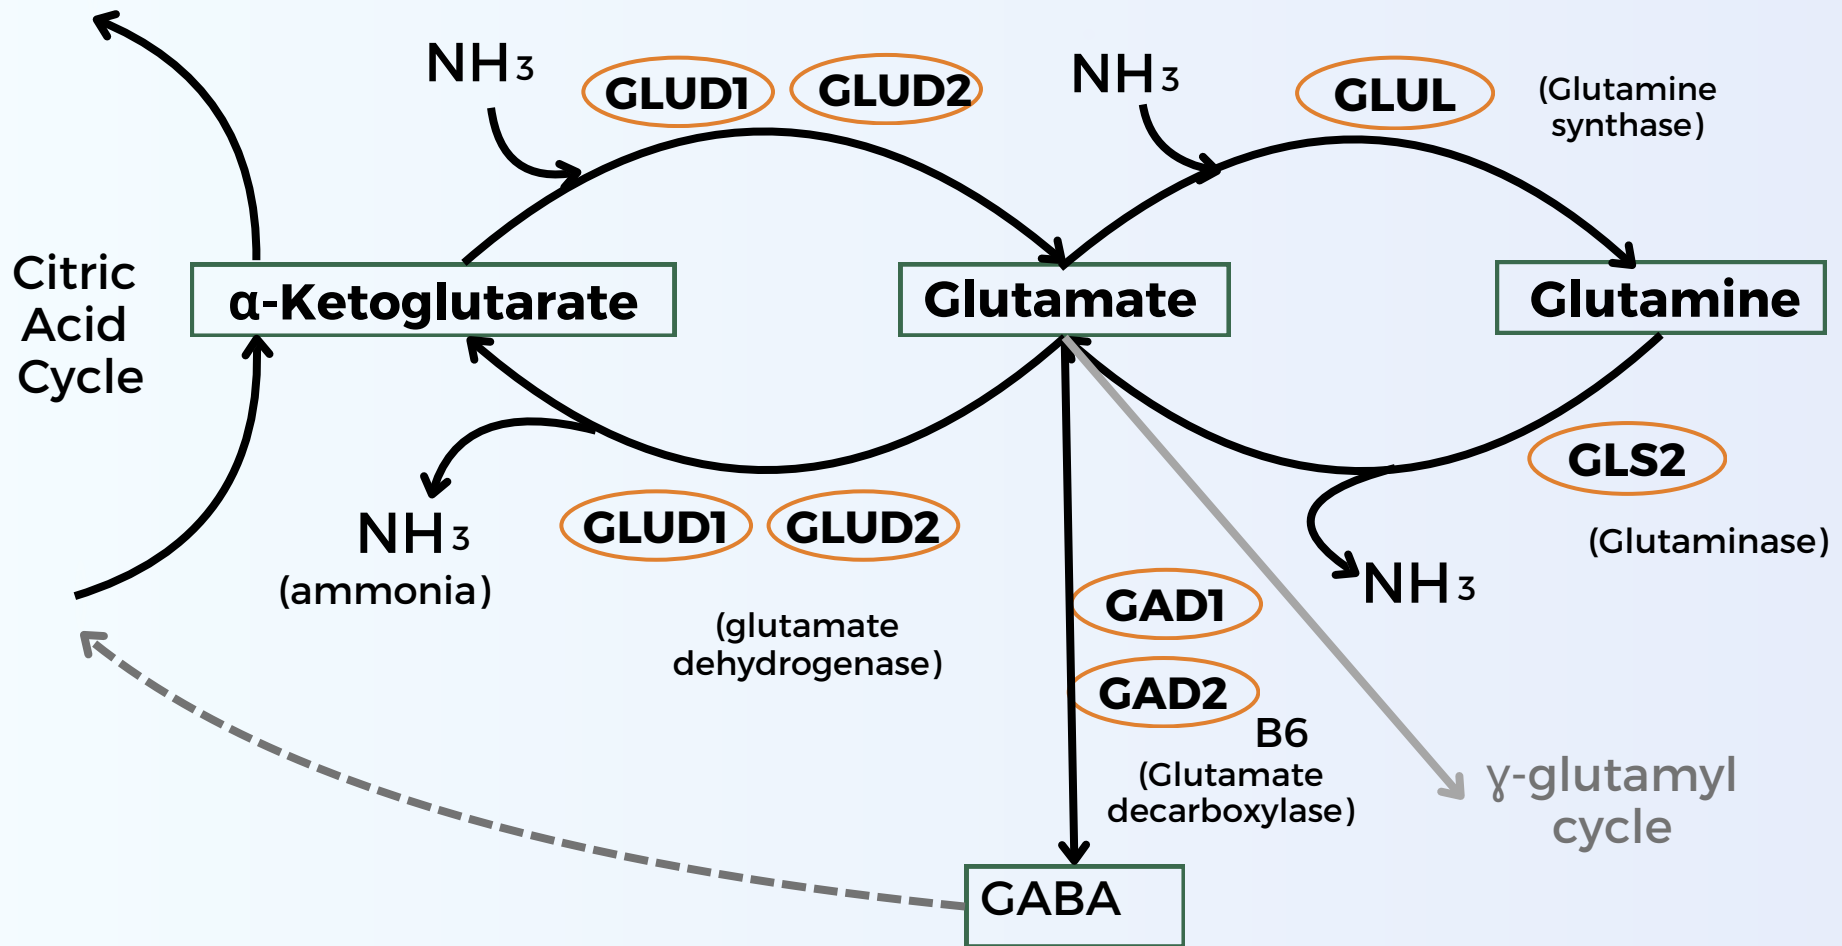 NH3
GLUD1
GLUD2
NH3
GLUL
(Glutamine
synthase)
Citric
Acid
Cycle
α-Ketoglutarate
Glutamate
Glutamine
NH3
(ammonia)
GLUD1
GLUD2
(glutamate
dehydrogenase)
GLS2
(Glutaminase)
NH3
GAD1
GAD2
B6
(Glutamate
decarboxylase)
γ-glutamyl
cycle
GABA